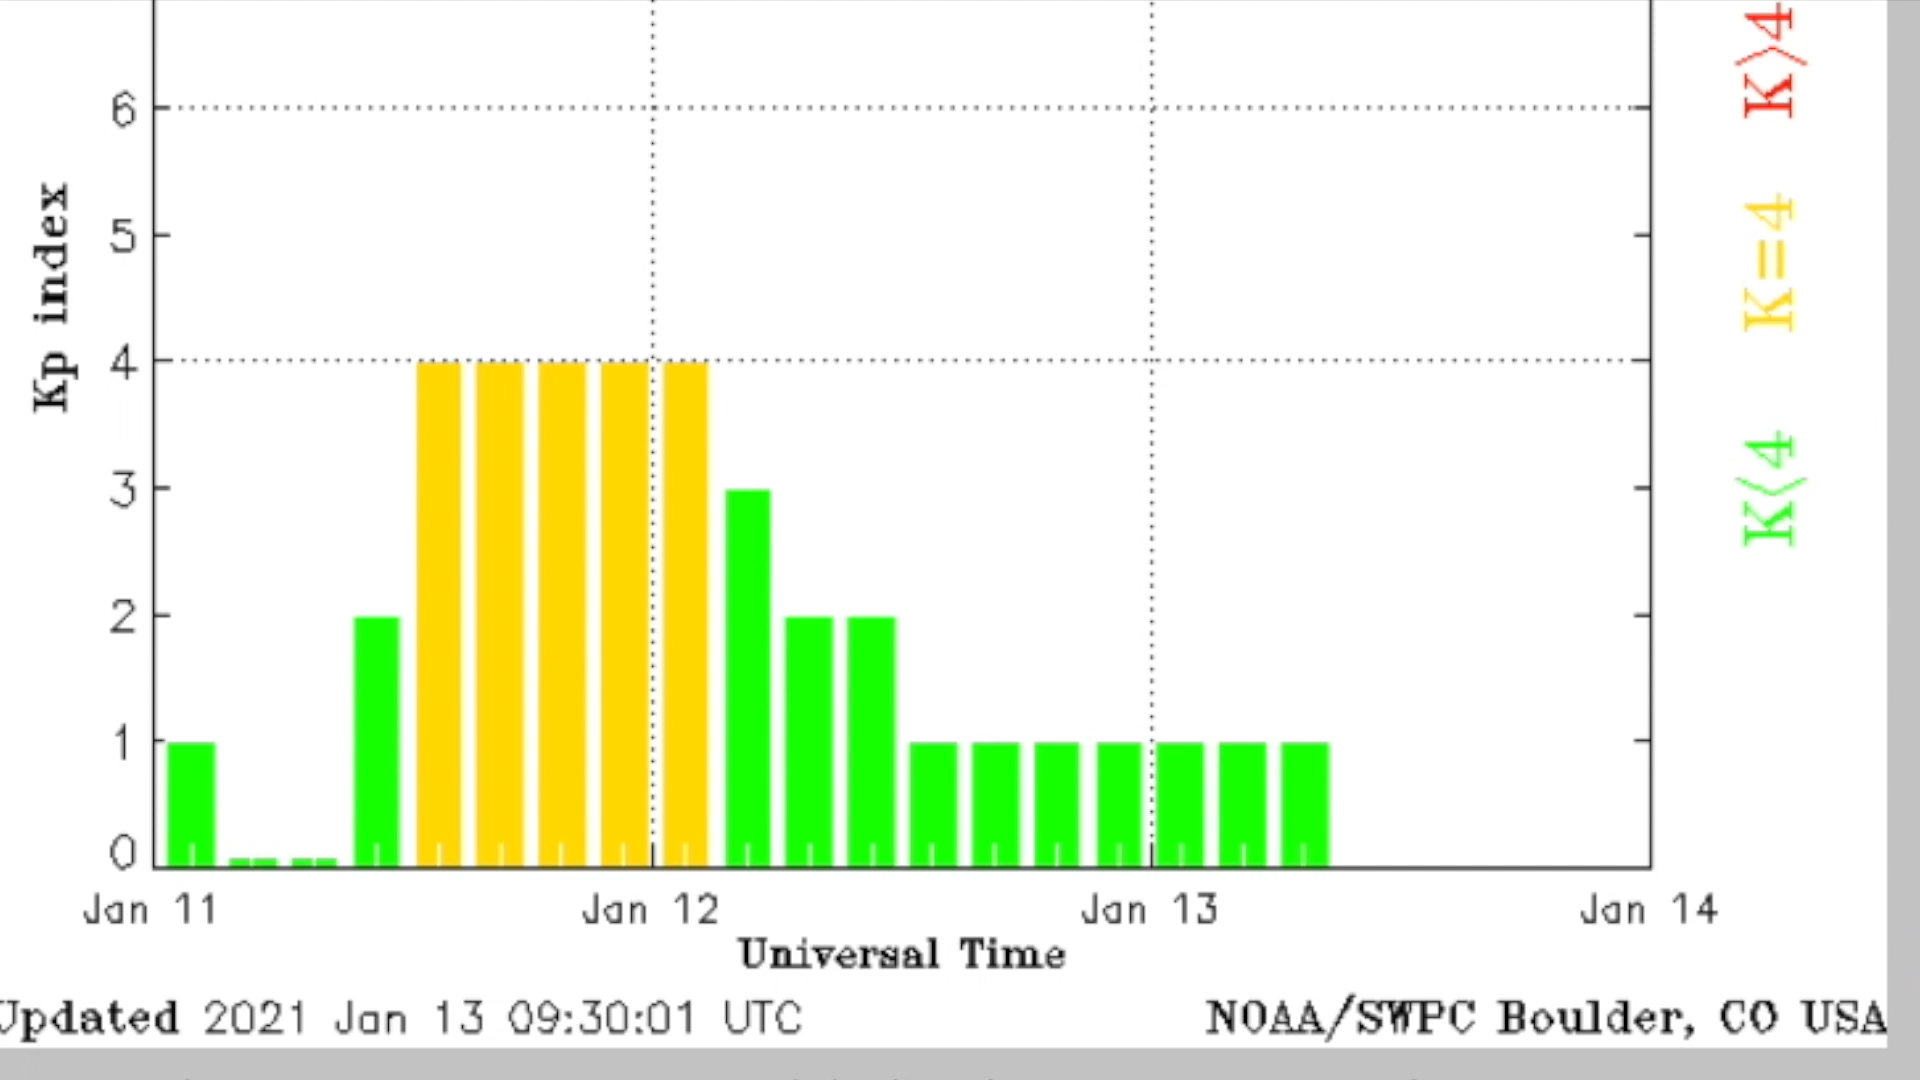 K>4
6
K=4
5
Kp index
4
3
K<4
2
1
0
Jan 11
Jan 12
Jan 13
Jan 14
Universal Time
Updated 2021 Jan 13 09:30:01 UTC
NOAA/SWPC Boulder, CO USA